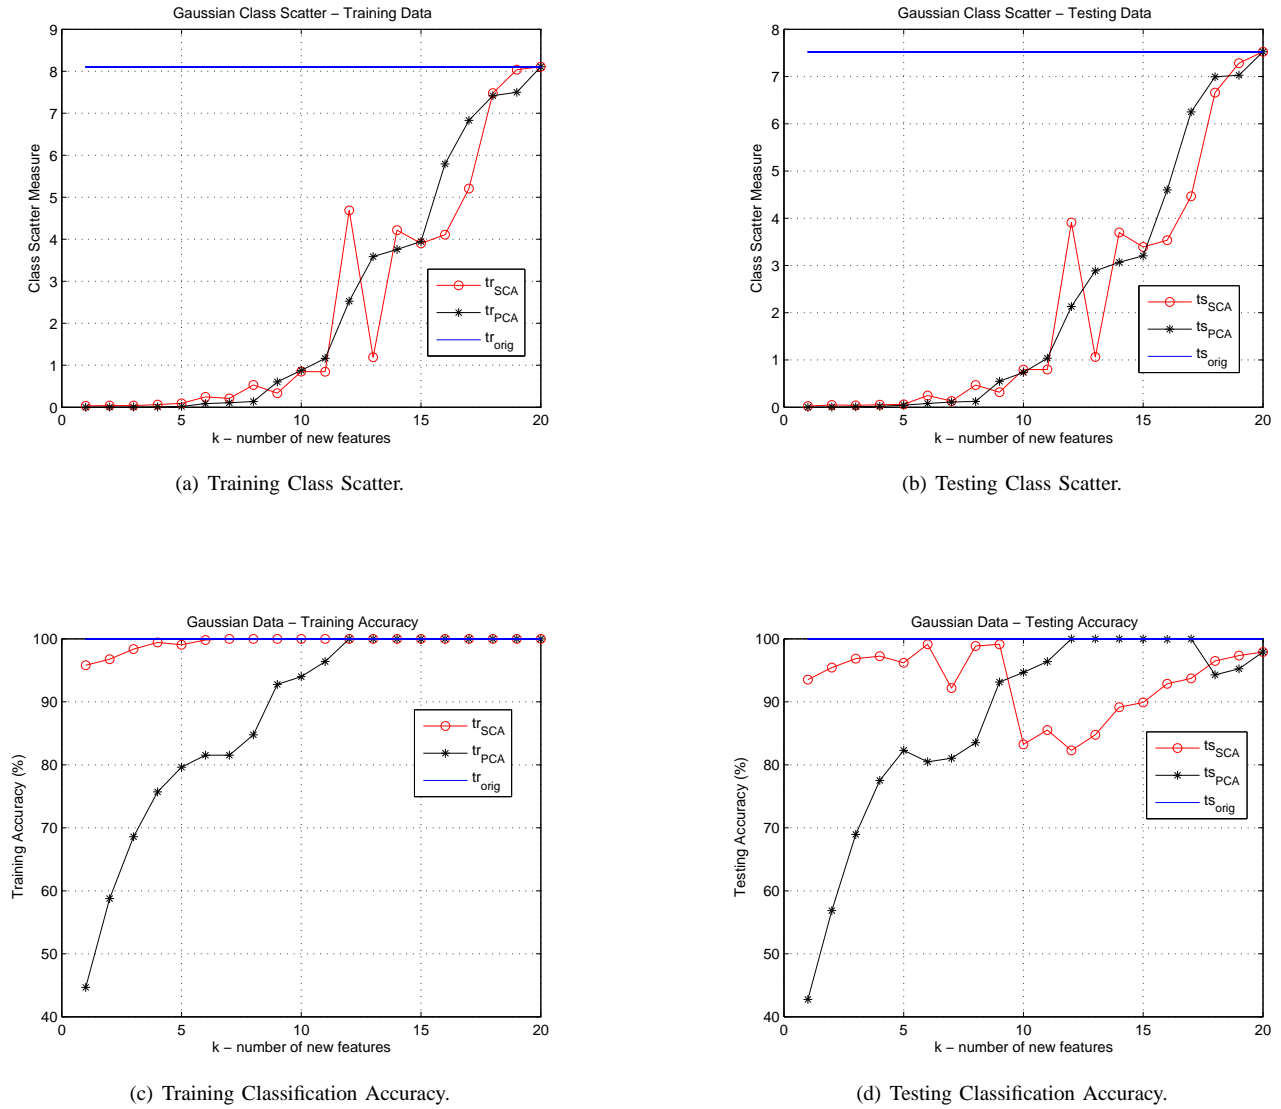 Gaussian Class Scatter − Training Data
9
8
7
6
5
4
3
2
1
0
Class Scatter Measure
tr_SCA
tr_PCA
tr_orig
0 5 10 15 20
k − number of new features
(a) Training Class Scatter.
Gaussian Class Scatter − Testing Data
8
7
6
5
4
3
2
1
0
Class Scatter Measure
ts_SCA
ts_PCA
ts_orig
0 5 10 15 20
k − number of new features
(b) Testing Class Scatter.
Gaussian Data − Training Accuracy
100
90
80
70
60
50
40
Training Accuracy (%)
tr_SCA
tr_PCA
tr_orig
0 5 10 15 20
k − number of new features
(c) Training Classification Accuracy.
Gaussian Data − Testing Accuracy
100
90
80
70
60
50
40
Testing Accuracy (%)
ts_SCA
ts_PCA
ts_orig
0 5 10 15 20
k − number of new features
(d) Testing Classification Accuracy.